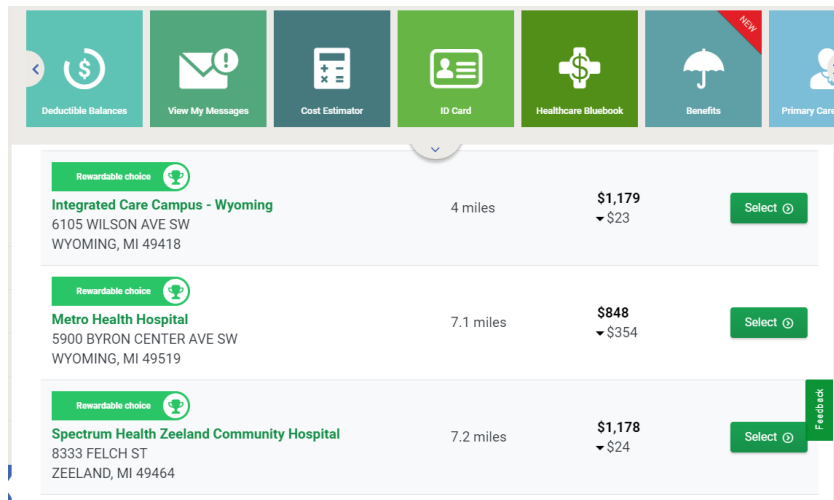 NEW
Deductible Balances
View My Messages
Cost Estimator
ID Card
Healthcare Bluebook
Benefits
Primary Care
Rewardable choice
Integrated Care Campus - Wyoming
6105 WILSON AVE SW
WYOMING, MI 49418
4 miles
$1,179
$23
Select
Rewardable choice
Metro Health Hospital
5900 BYRON CENTER AVE SW
WYOMING, MI 49519
7.1 miles
$848
$354
Select
Rewardable choice
Spectrum Health Zeeland Community Hospital
8333 FELCH ST
ZEELAND, MI 49464
7.2 miles
$1,178
$24
Select
Feedback